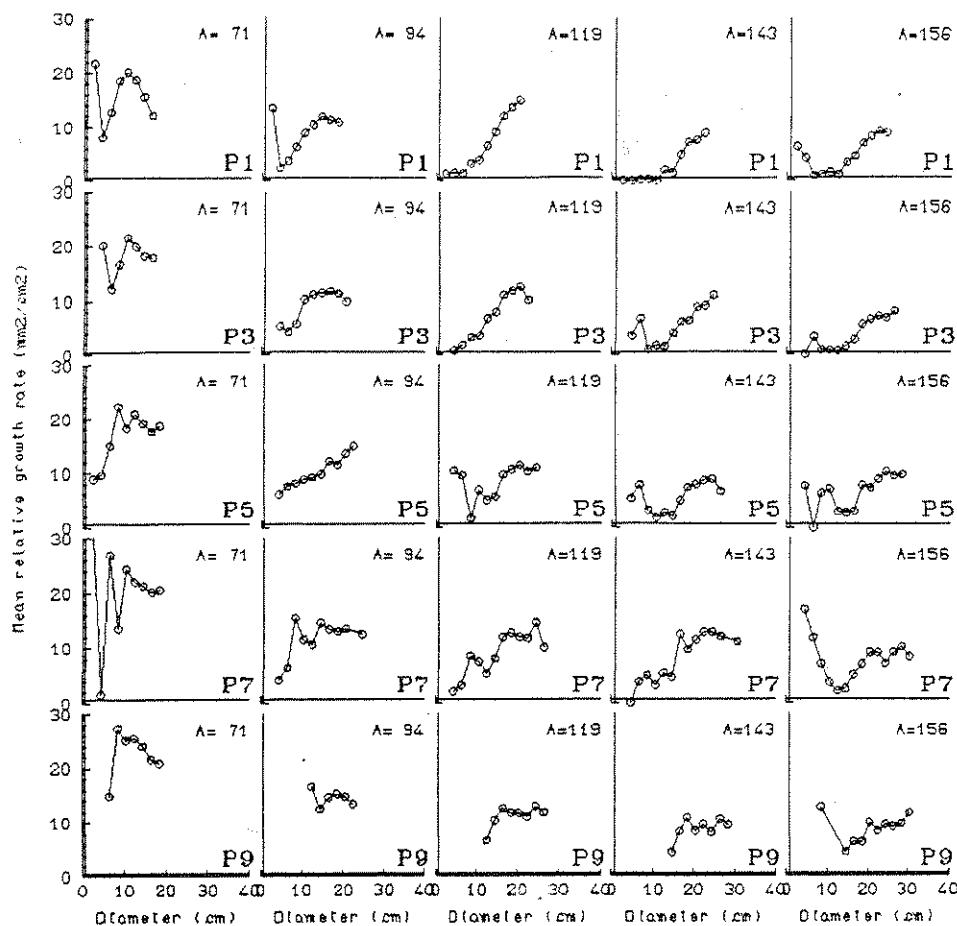 Mean relative growth rate (mm2/cm2)
30 A= 71 A= 94 A=119 A=143 A=156
20
10
0 P1 P1 P1 P1 P1
30 A= 71 A= 94 A=119 A=143 A=156
20
10
0 P3 P3 P3 P3 P3
30 A= 71 A= 94 A=119 A=143 A=156
20
10
0 P5 P5 P5 P5 P5
30 A= 71 A= 94 A=119 A=143 A=156
20
10
0 P7 P7 P7 P7 P7
30 A= 71 A= 94 A=119 A=143 A=156
20
10
0 P9 P9 P9 P9 P9
0 10 20 30 40 0 10 20 30 40 0 10 20 30 40 0 10 20 30 40 0 10 20 30 40
Diameter (cm) Diameter (cm) Diameter (cm) Diameter (cm) Diameter (cm)